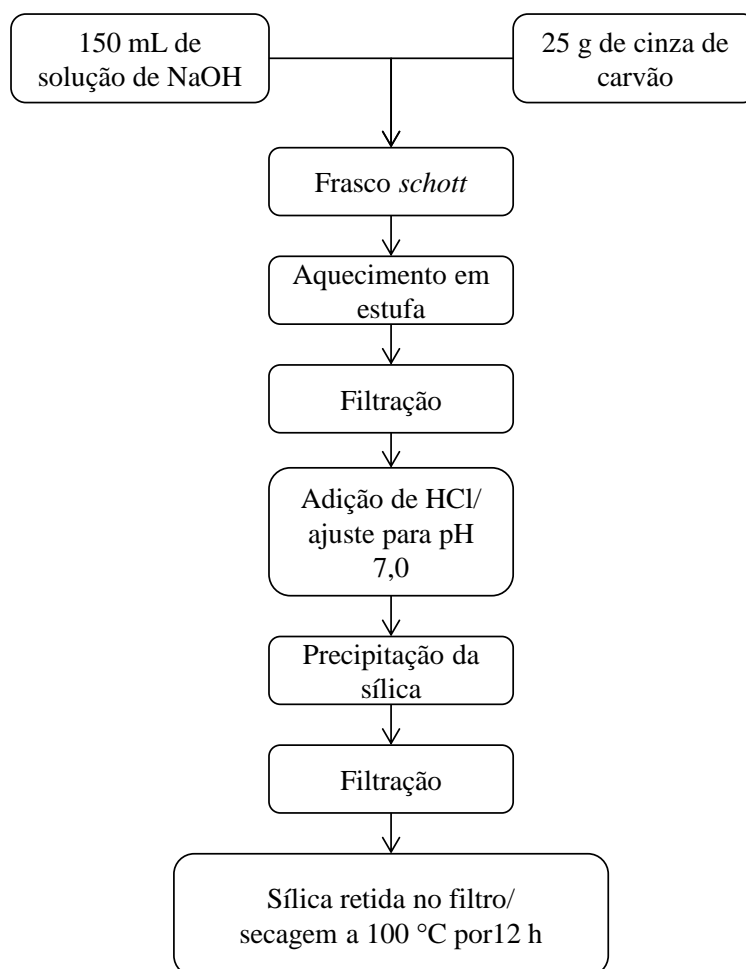 150 mL de
solução de NaOH
25 g de cinza de
carvão
Frasco schott
Aquecimento em
estufa
Filtração
Adição de HCl/
ajuste para pH
7,0
Precipitação da
sílica
Filtração
Sílica retida no filtro/
secagem a 100 °C por12 h